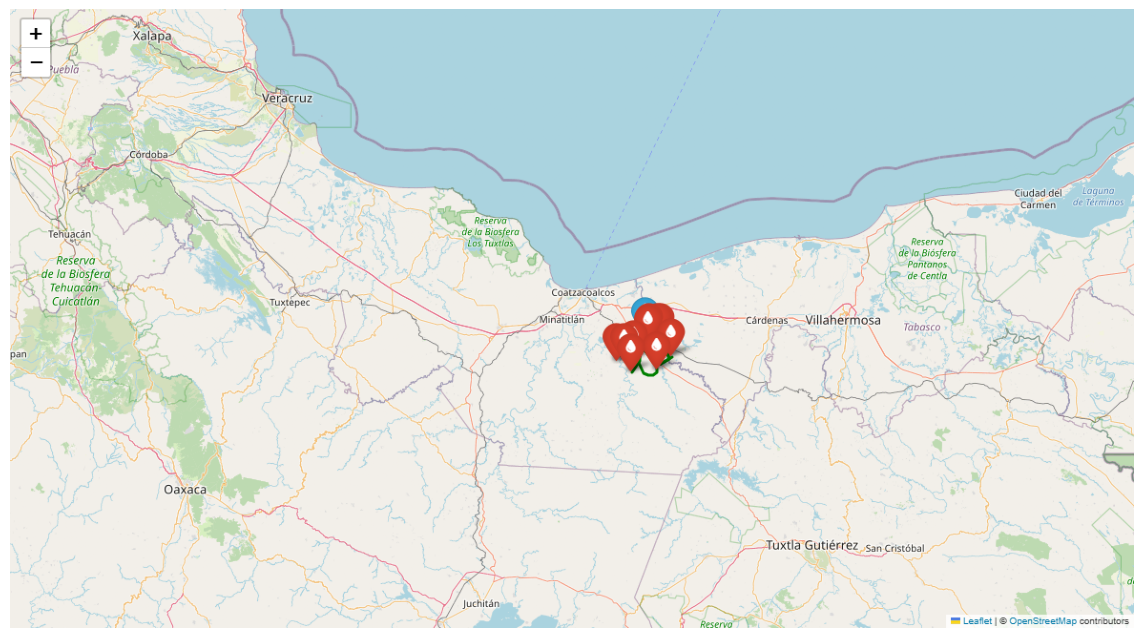 +
−
Xalapa
Puebla
Veracruz
Córdoba
Ciudad del
Carmen
Laguna
de Términos
Reserva
de la Biosfera
Los Tuxtlas
Tehuacán
Reserva
de la Biosfera
Tehuacán-
Cuicatlán
Reserva
de la Biosfera
Pantanos
de Centla
Coatzacoalcos
Tuxtepec
Minatitlán
Cárdenas
Villahermosa
Tabasco
pan
Oaxaca
Tuxtla Gutiérrez
San Cristóbal
Juchitán
Reserva
Leaflet | © OpenStreetMap contributors